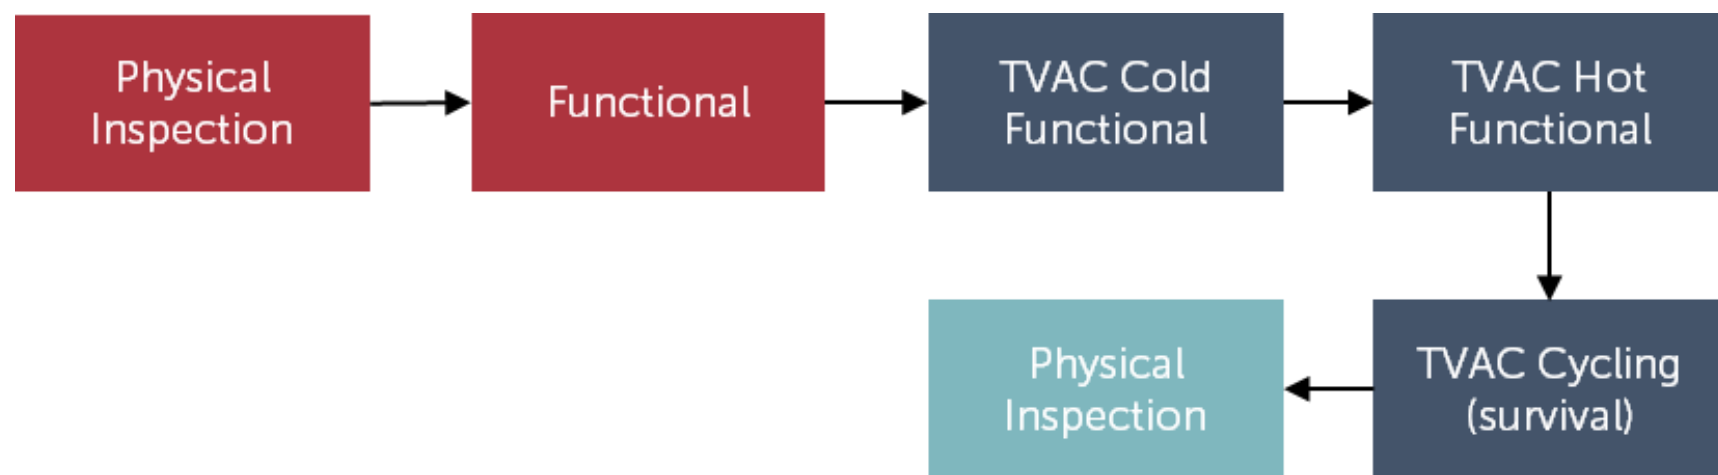 Physical
Inspection
Functional
TVAC Cold
Functional
TVAC Hot
Functional
TVAC Cycling
(survival)
Physical
Inspection